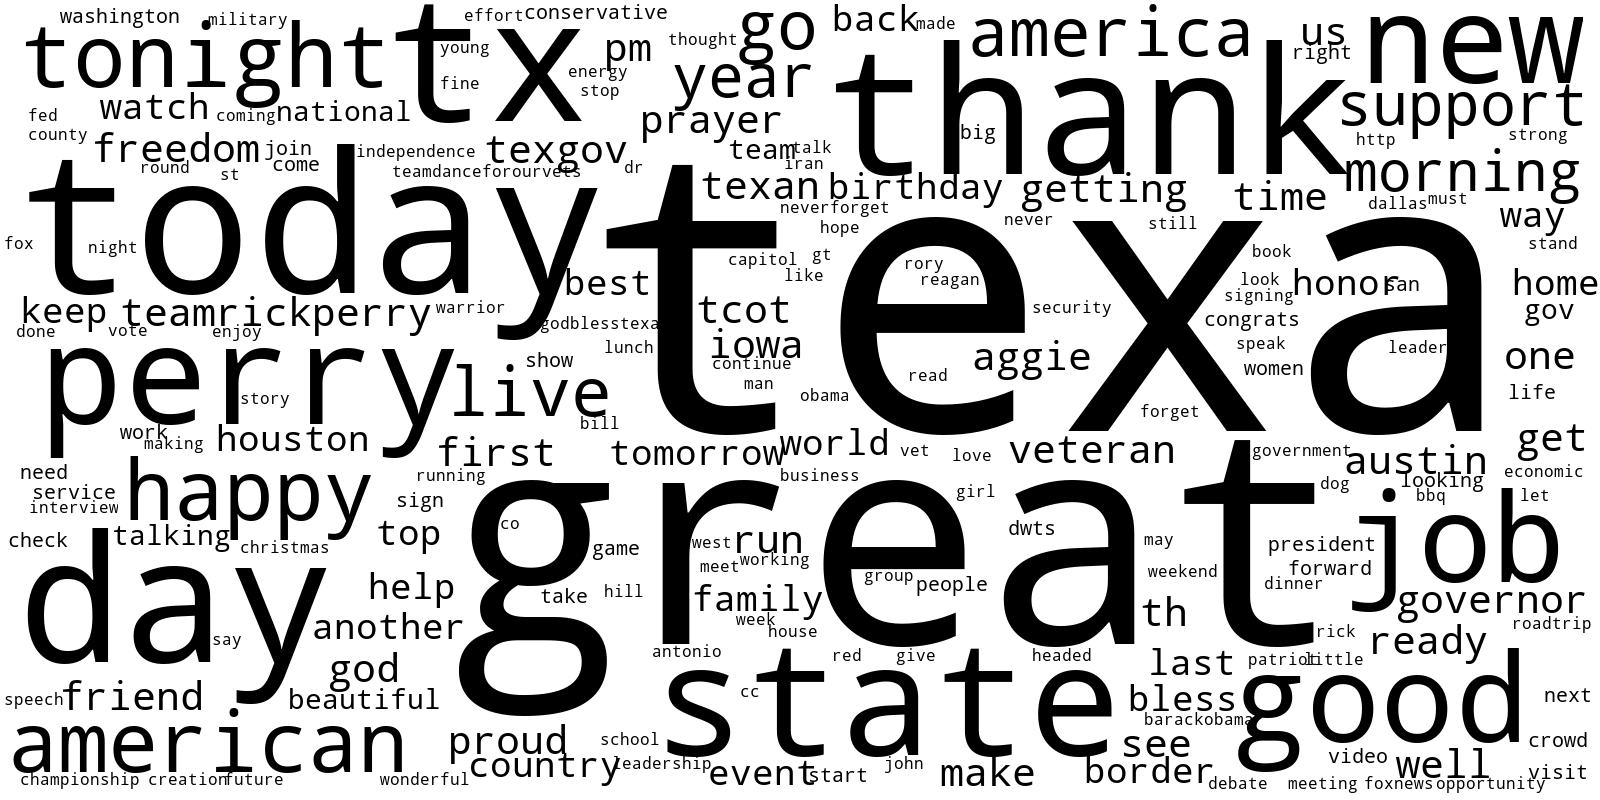 washington military effort conservative
tonight tx pm thought go back made america us new
young right
fine energy year thank
stop support
fed watch coming national prayer http strong
county big
freedom join independence texgov team talk morning
round st come teamdanceforourvets dr iran
today texan birthday getting time dallas must
neverforget never still way
fox night hope texa book stand
capitol gt rory look
best like reagan signing honor san home
keep teamrickperry warrior tcot security congrats gov
done vote enjoy godblesstexa
perry lunch iowa speak leader one
show continue aggie women
live man read life
story obama forget
work bill
making houston first tomorrow world vet love veteran government austin get
need happy running business looking economic
service sign girl dog bbq let
interview great job
check talking top co game west run dwts may president
christmas meet working weekend forward
day help take hill group people dinner
family th governor
another week house rick roadtrip
say ready
god antonio red give headed last patriot little
speech friend beautiful state cc bless good next
american barackobama
proud school see crowd
country leadership event start john make border video well visit
championship creation future wonderful debate meeting foxnews opportunity